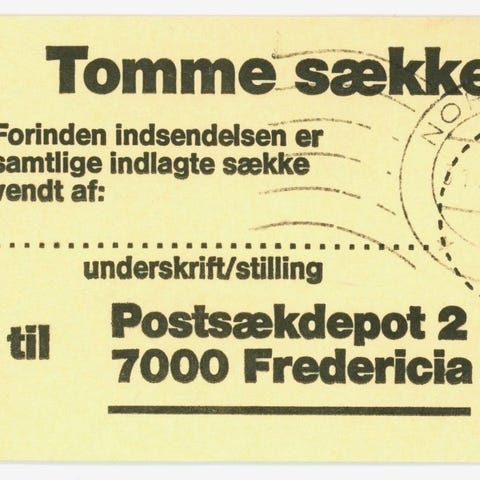 Tomme sække
Forinden indsendelsen er
samtlige indlagte sække
vendt af:
underskrift/stilling
til
Postsækdepot 2
7000 Fredericia